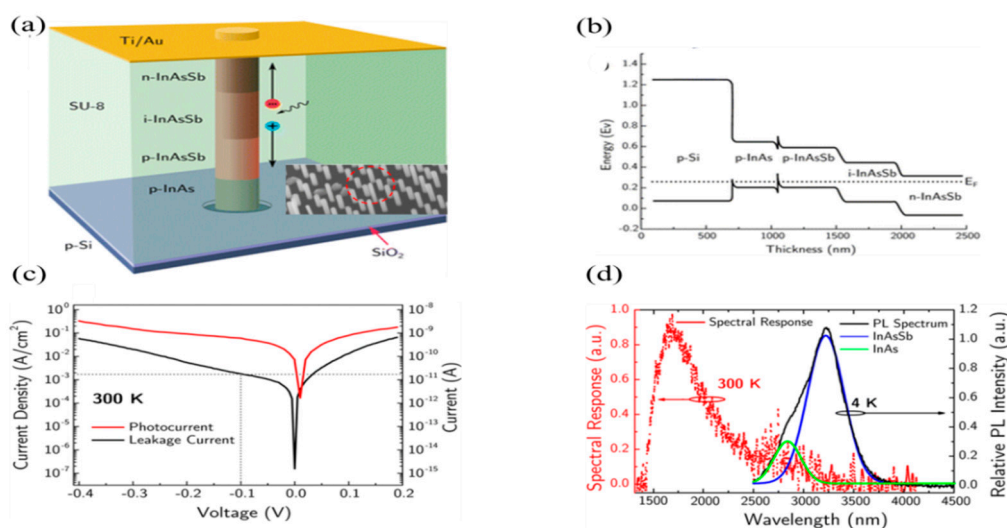 (a)
Ti/Au
n-InAsSb
SU-8
i-InAsSb
p-InAsSb
p-InAs
p-Si
SiO2
(b)
)
1.4
1.2
1.0
0.8
0.6
0.4
0.2
0.0
-0.2
Energy (Ev)
p-Si
p-InAs
p-InAsSb
i-InAsSb
EF
n-InAsSb
0
500
1000
1500
2000
2500
Thickness (nm)
(c)
10^0
10^-1
10^-2
10^-3
10^-4
10^-5
10^-6
10^-7
Current Density (A/cm^2)
300 K
Photocurrent
Leakage Current
10^-8
10^-9
10^-10
10^-11
10^-12
10^-13
10^-14
10^-15
Current (A)
-0.4
-0.3
-0.2
-0.1
0.0
0.1
0.2
Voltage (V)
(d)
1.0
0.8
0.6
0.4
0.2
0.0
Spectral Response (a.u.)
Spectral Response
PL Spectrum
InAsSb
InAs
300 K
4 K
1.2
1.0
0.8
0.6
0.4
0.2
0.0
Relative PL Intensity (a.u.)
1500
2000
2500
3000
3500
4000
4500
Wavelength (nm)